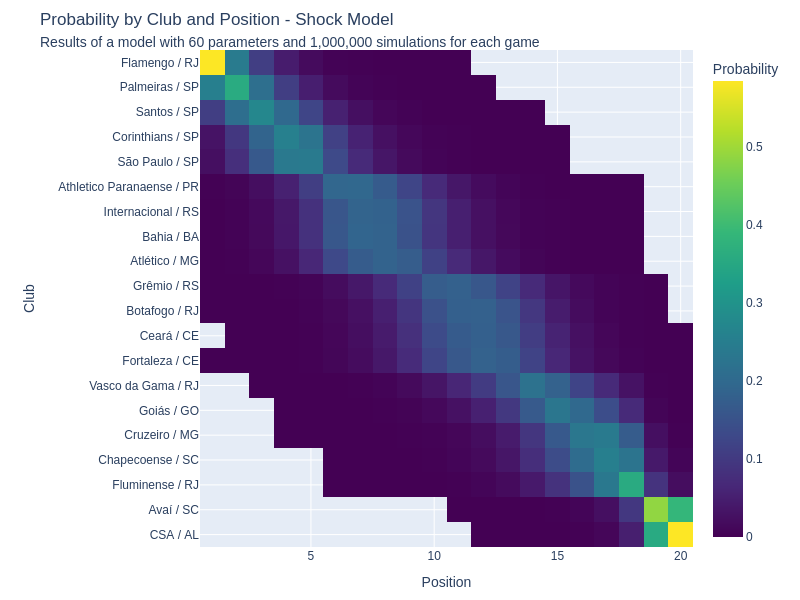 Probability by Club and Position - Shock Model
Results of a model with 60 parameters and 1,000,000 simulations for each game
Probability
Flamengo / RJ
Palmeiras / SP
Santos / SP
Corinthians / SP
São Paulo / SP
Athletico Paranaense / PR
Internacional / RS
Bahia / BA
Atlético / MG
Grêmio / RS
Botafogo / RJ
Ceará / CE
Fortaleza / CE
Vasco da Gama / RJ
Goiás / GO
Cruzeiro / MG
Chapecoense / SC
Fluminense / RJ
Avaí / SC
CSA / AL
Club
0.5
0.4
0.3
0.2
0.1
0
5
10
15
20
Position